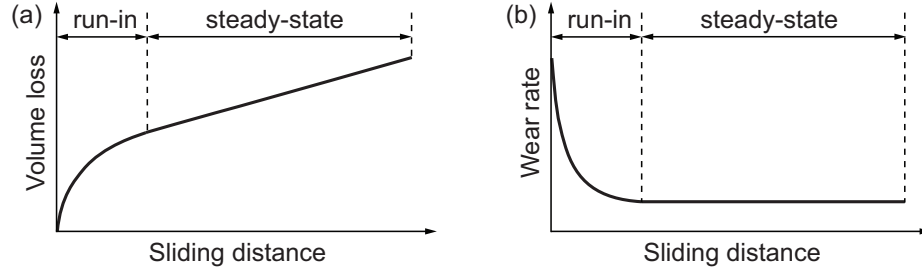 (a)
run-in
steady-state
Volume loss
Sliding distance
(b)
run-in
steady-state
Wear rate
Sliding distance